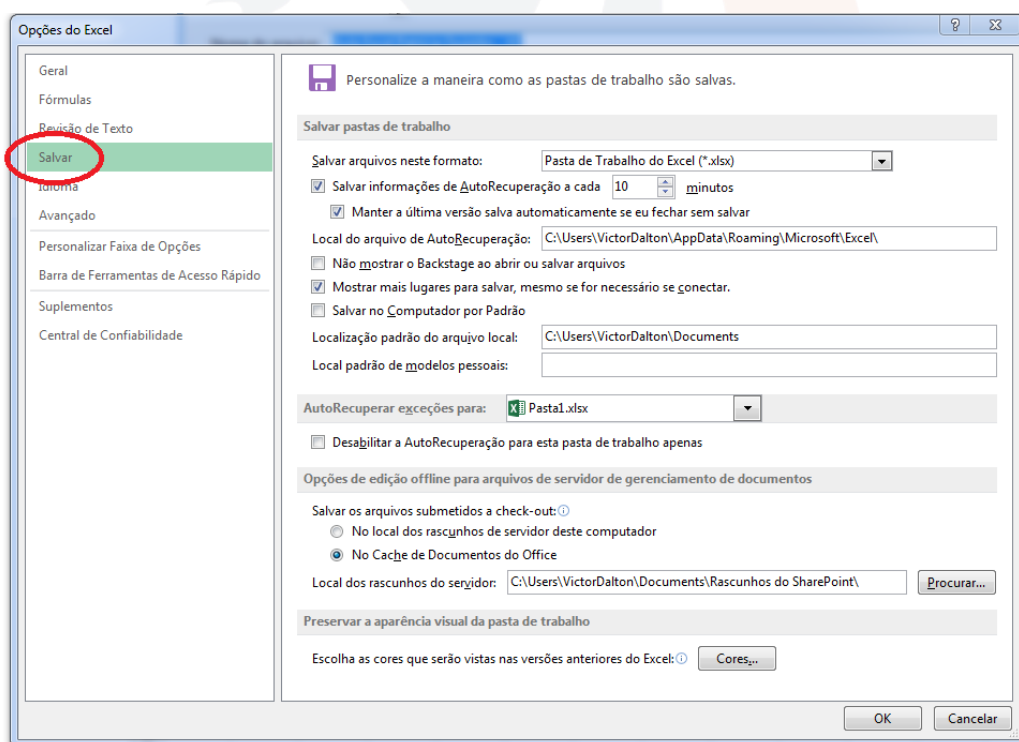 Opções do Excel
Geral
Fórmulas
Revisão de Texto
Salvar
Idioma
Avançado
Personalizar Faixa de Opções
Barra de Ferramentas de Acesso Rápido
Suplementos
Central de Confiabilidade
Personalize a maneira como as pastas de trabalho são salvas.
Salvar pastas de trabalho
Salvar arquivos neste formato: Pasta de Trabalho do Excel (*.xlsx)
Salvar informações de AutoRecuperação a cada 10 minutos
Manter a última versão salva automaticamente se eu fechar sem salvar
Local do arquivo de AutoRecuperação: C:\Users\VictorDalton\AppData\Roaming\Microsoft\Excel\
Não mostrar o Backstage ao abrir ou salvar arquivos
Mostrar mais lugares para salvar, mesmo se for necessário se conectar.
Salvar no Computador por Padrão
Localização padrão do arquivo local: C:\Users\VictorDalton\Documents
Local padrão de modelos pessoais:
AutoRecuperar exceções para: Pasta1.xlsx
Desabilitar a AutoRecuperação para esta pasta de trabalho apenas
Opções de edição offline para arquivos de servidor de gerenciamento de documentos
Salvar os arquivos submetidos a check-out:
No local dos rascunhos de servidor deste computador
No Cache de Documentos do Office
Local dos rascunhos do servidor: C:\Users\VictorDalton\Documents\Rascunhos do SharePoint\ Procurar...
Preservar a aparência visual da pasta de trabalho
Escolha as cores que serão vistas nas versões anteriores do Excel: Cores...
OK Cancelar